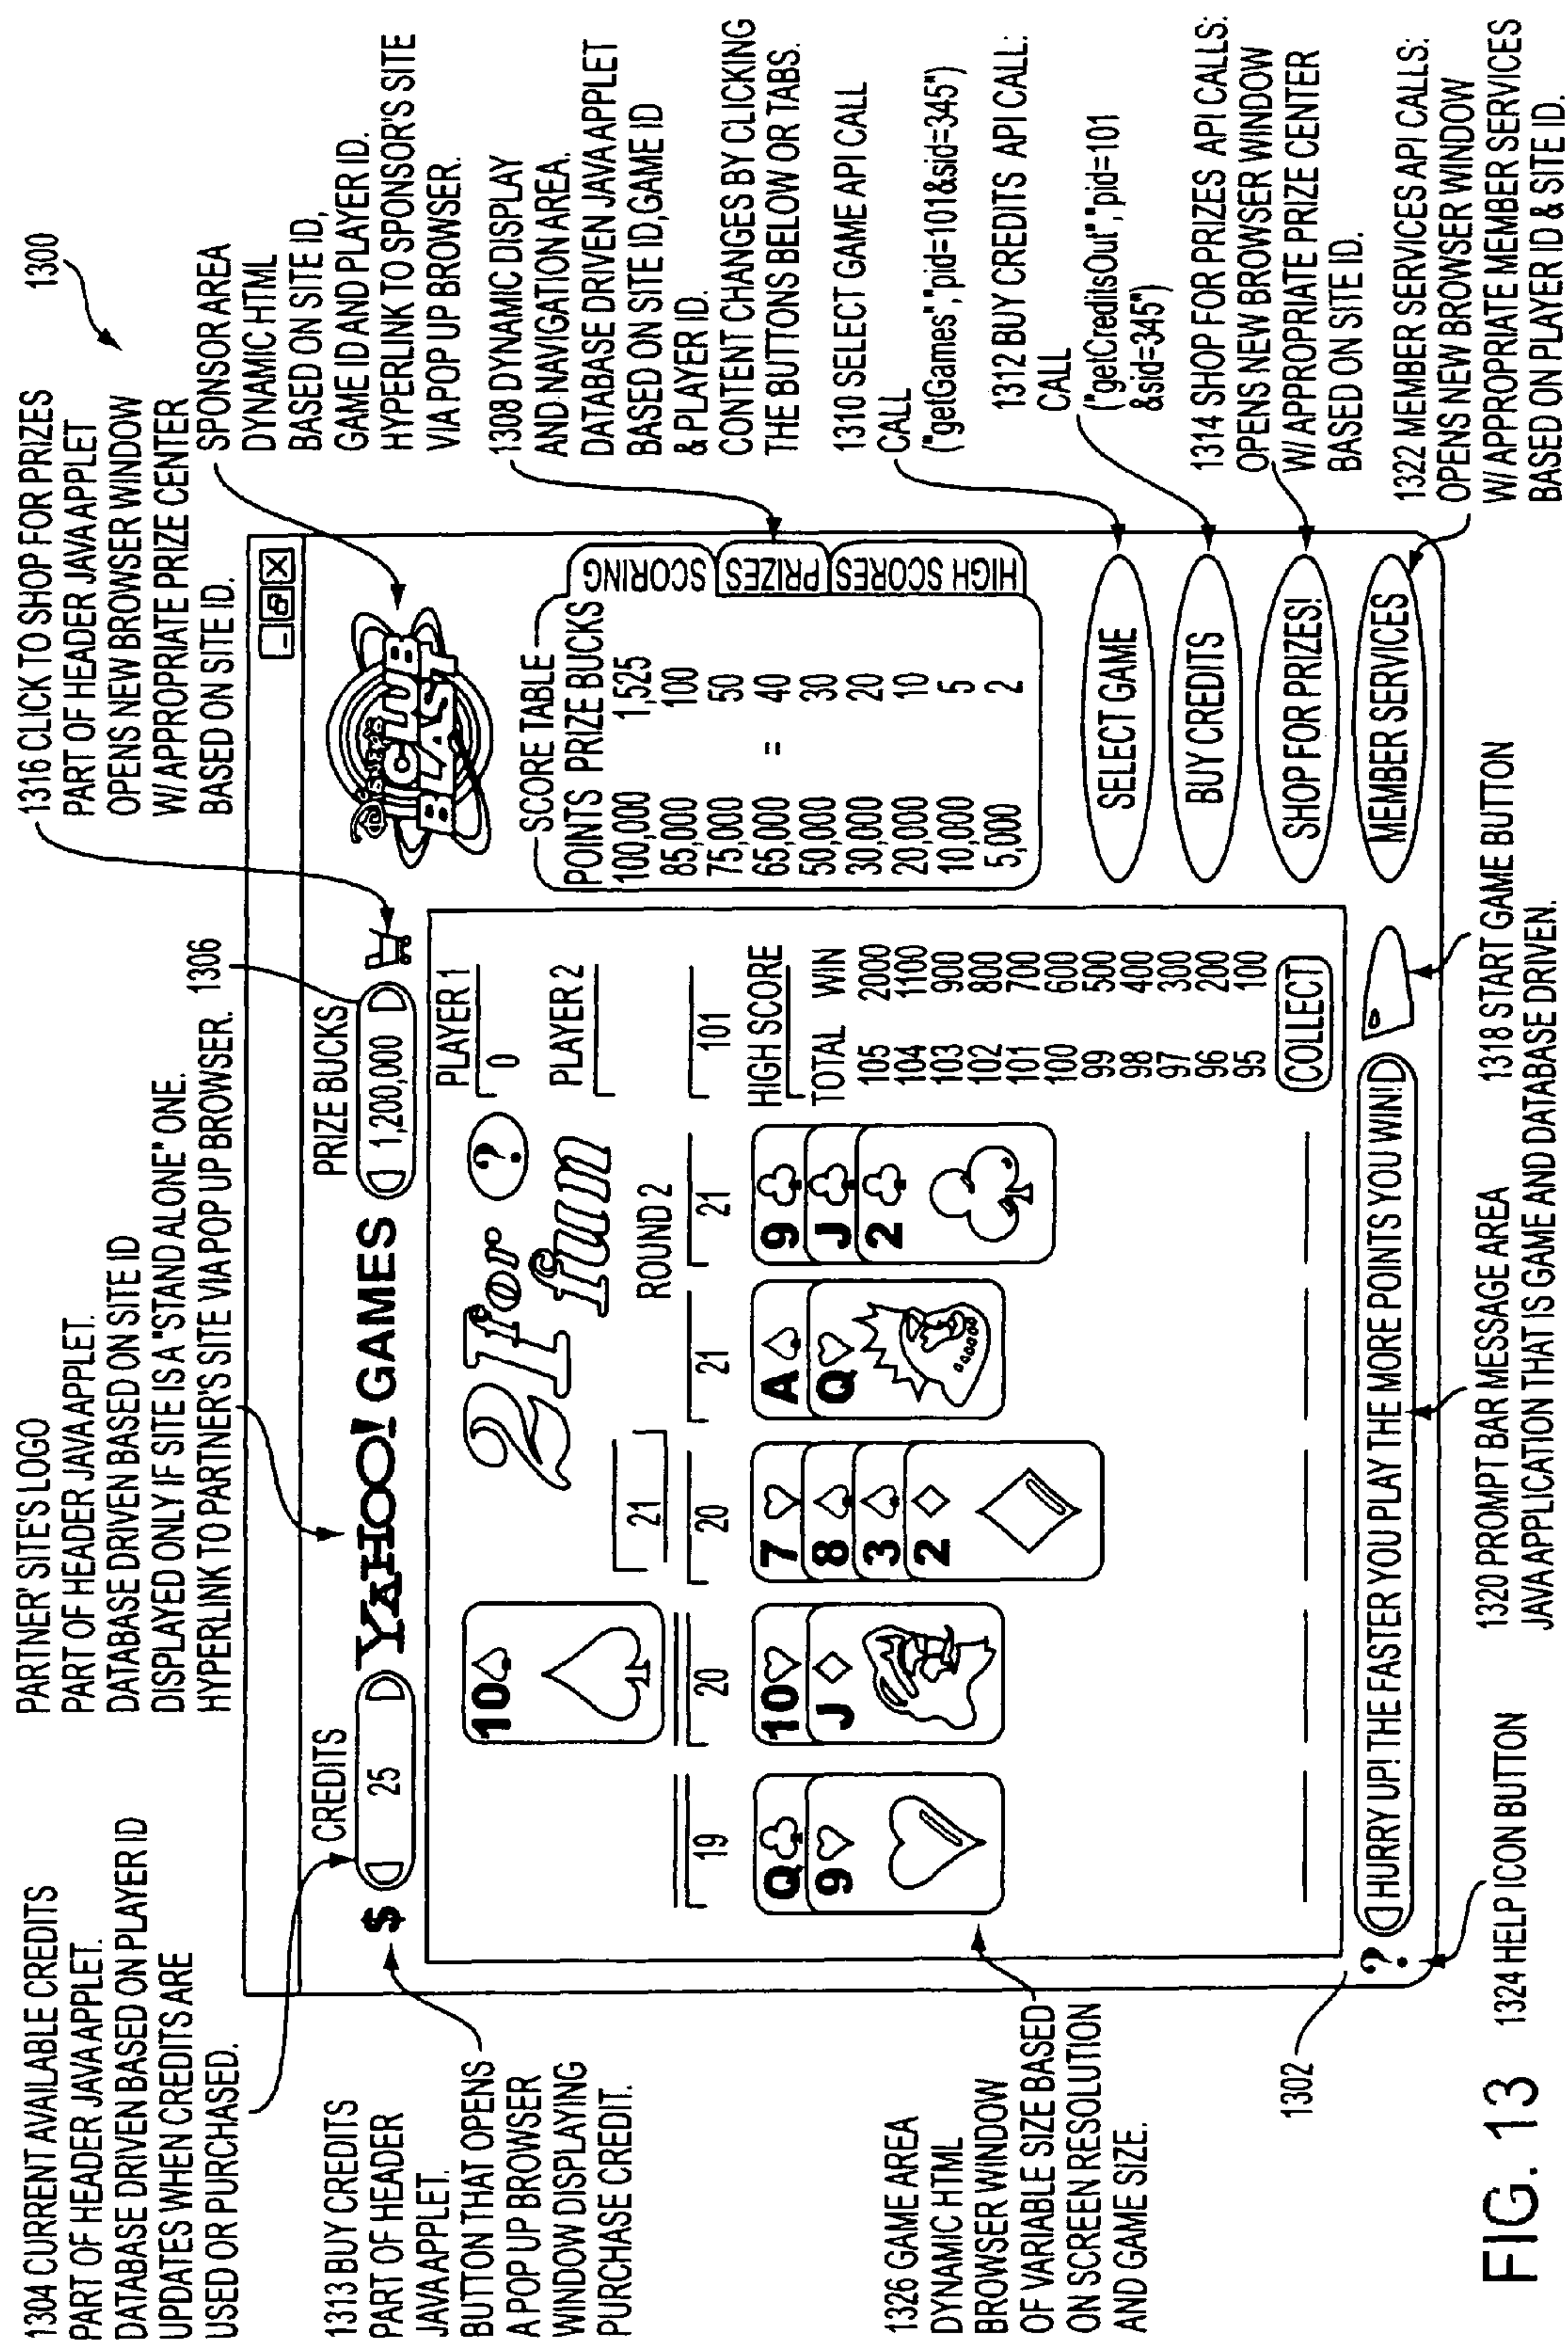 1304 CURRENT AVAILABLE CREDITS
PART OF HEADER JAVA APPLET.
DATABASE DRIVEN BASED ON PLAYER ID
UPDATES WHEN CREDITS ARE
USED OR PURCHASED.
PARTNER'SITE'S LOGO
PART OF HEADER JAVA APPLET.
DATABASE DRIVEN BASED ON SITE ID
DISPLAYED ONLY IF SITE IS A "STAND ALONE" ONE.
HYPERLINK TO PARTNER'S SITE VIA POP UP BROWSER.
1306
1316 CLICK TO SHOP FOR PRIZES
PART OF HEADER JAVA APPLET
OPENS NEW BROWSER WINDOW
W/ APPROPRIATE PRIZE CENTER
BASED ON SITE ID.
1300
SPONSOR AREA
DYNAMIC HTML
BASED ON SITE ID,
GAME ID AND PLAYER ID.
HYPERLINK TO SPONSOR'S SITE
VIA POP UP BROWSER.
1308 DYNAMIC DISPLAY
AND NAVIGATION AREA.
DATABASE DRIVEN JAVA APPLET
BASED ON SITE ID, GAME ID
& PLAYER ID.
CONTENT CHANGES BY CLICKING
THE BUTTONS BELOW OR TABS.
1310 SELECT GAME API CALL
CALL
("getGames","pid=101&sid=345")
1312 BUY CREDITS API CALL:
CALL
("getCreditsOut","pid=101
&sid=345")
1314 SHOP FOR PRIZES API CALLS:
OPENS NEW BROWSER WINDOW
W/ APPROPRIATE PRIZE CENTER
BASED ON SITE ID.
1322 MEMBER SERVICES API CALLS:
OPENS NEW BROWSER WINDOW
W/ APPROPRIATE MEMBER SERVICES
BASED ON PLAYER ID & SITE ID.
1313 BUY CREDITS
PART OF HEADER
JAVA APPLET.
BUTTON THAT OPENS
A POP UP BROWSER
WINDOW DISPLAYING
PURCHASE CREDIT.
1326 GAME AREA
DYNAMIC HTML
BROWSER WINDOW
OF VARIABLE SIZE BASED
ON SCREEN RESOLUTION
AND GAME SIZE.
1302
CREDITS
$ 25
YAHOO! GAMES
PRIZE BUCKS
1,200,000
Disney's
CLUB
BLAST
10
21 for
fun
?
PLAYER 1
0
PLAYER 2
21
ROUND 2
19 20 20 21 21 101
Q 9
10 J
7 8 3 2
A Q
9 J 2
HIGH SCORE
TOTAL WIN
105 2000
104 1100
103 900
102 800
101 700
100 600
99 500
98 400
97 300
96 200
95 100
COLLECT
SCORE TABLE
POINTS PRIZE BUCKS
100,000 1,525
85,000 100
75,000 50
65,000 = 40
50,000 30
30,000 20
20,000 10
10,000 5
5,000 2
SCORING
PRIZES
HIGH SCORES
SELECT GAME
BUY CREDITS
SHOP FOR PRIZES!
MEMBER SERVICES
? HURRY UP! THE FASTER YOU PLAY THE MORE POINTS YOU WIN!
1324 HELP ICON BUTTON
1320 PROMPT BAR MESSAGE AREA
JAVA APPLICATION THAT IS GAME AND DATABASE DRIVEN.
1318 START GAME BUTTON
FIG. 13